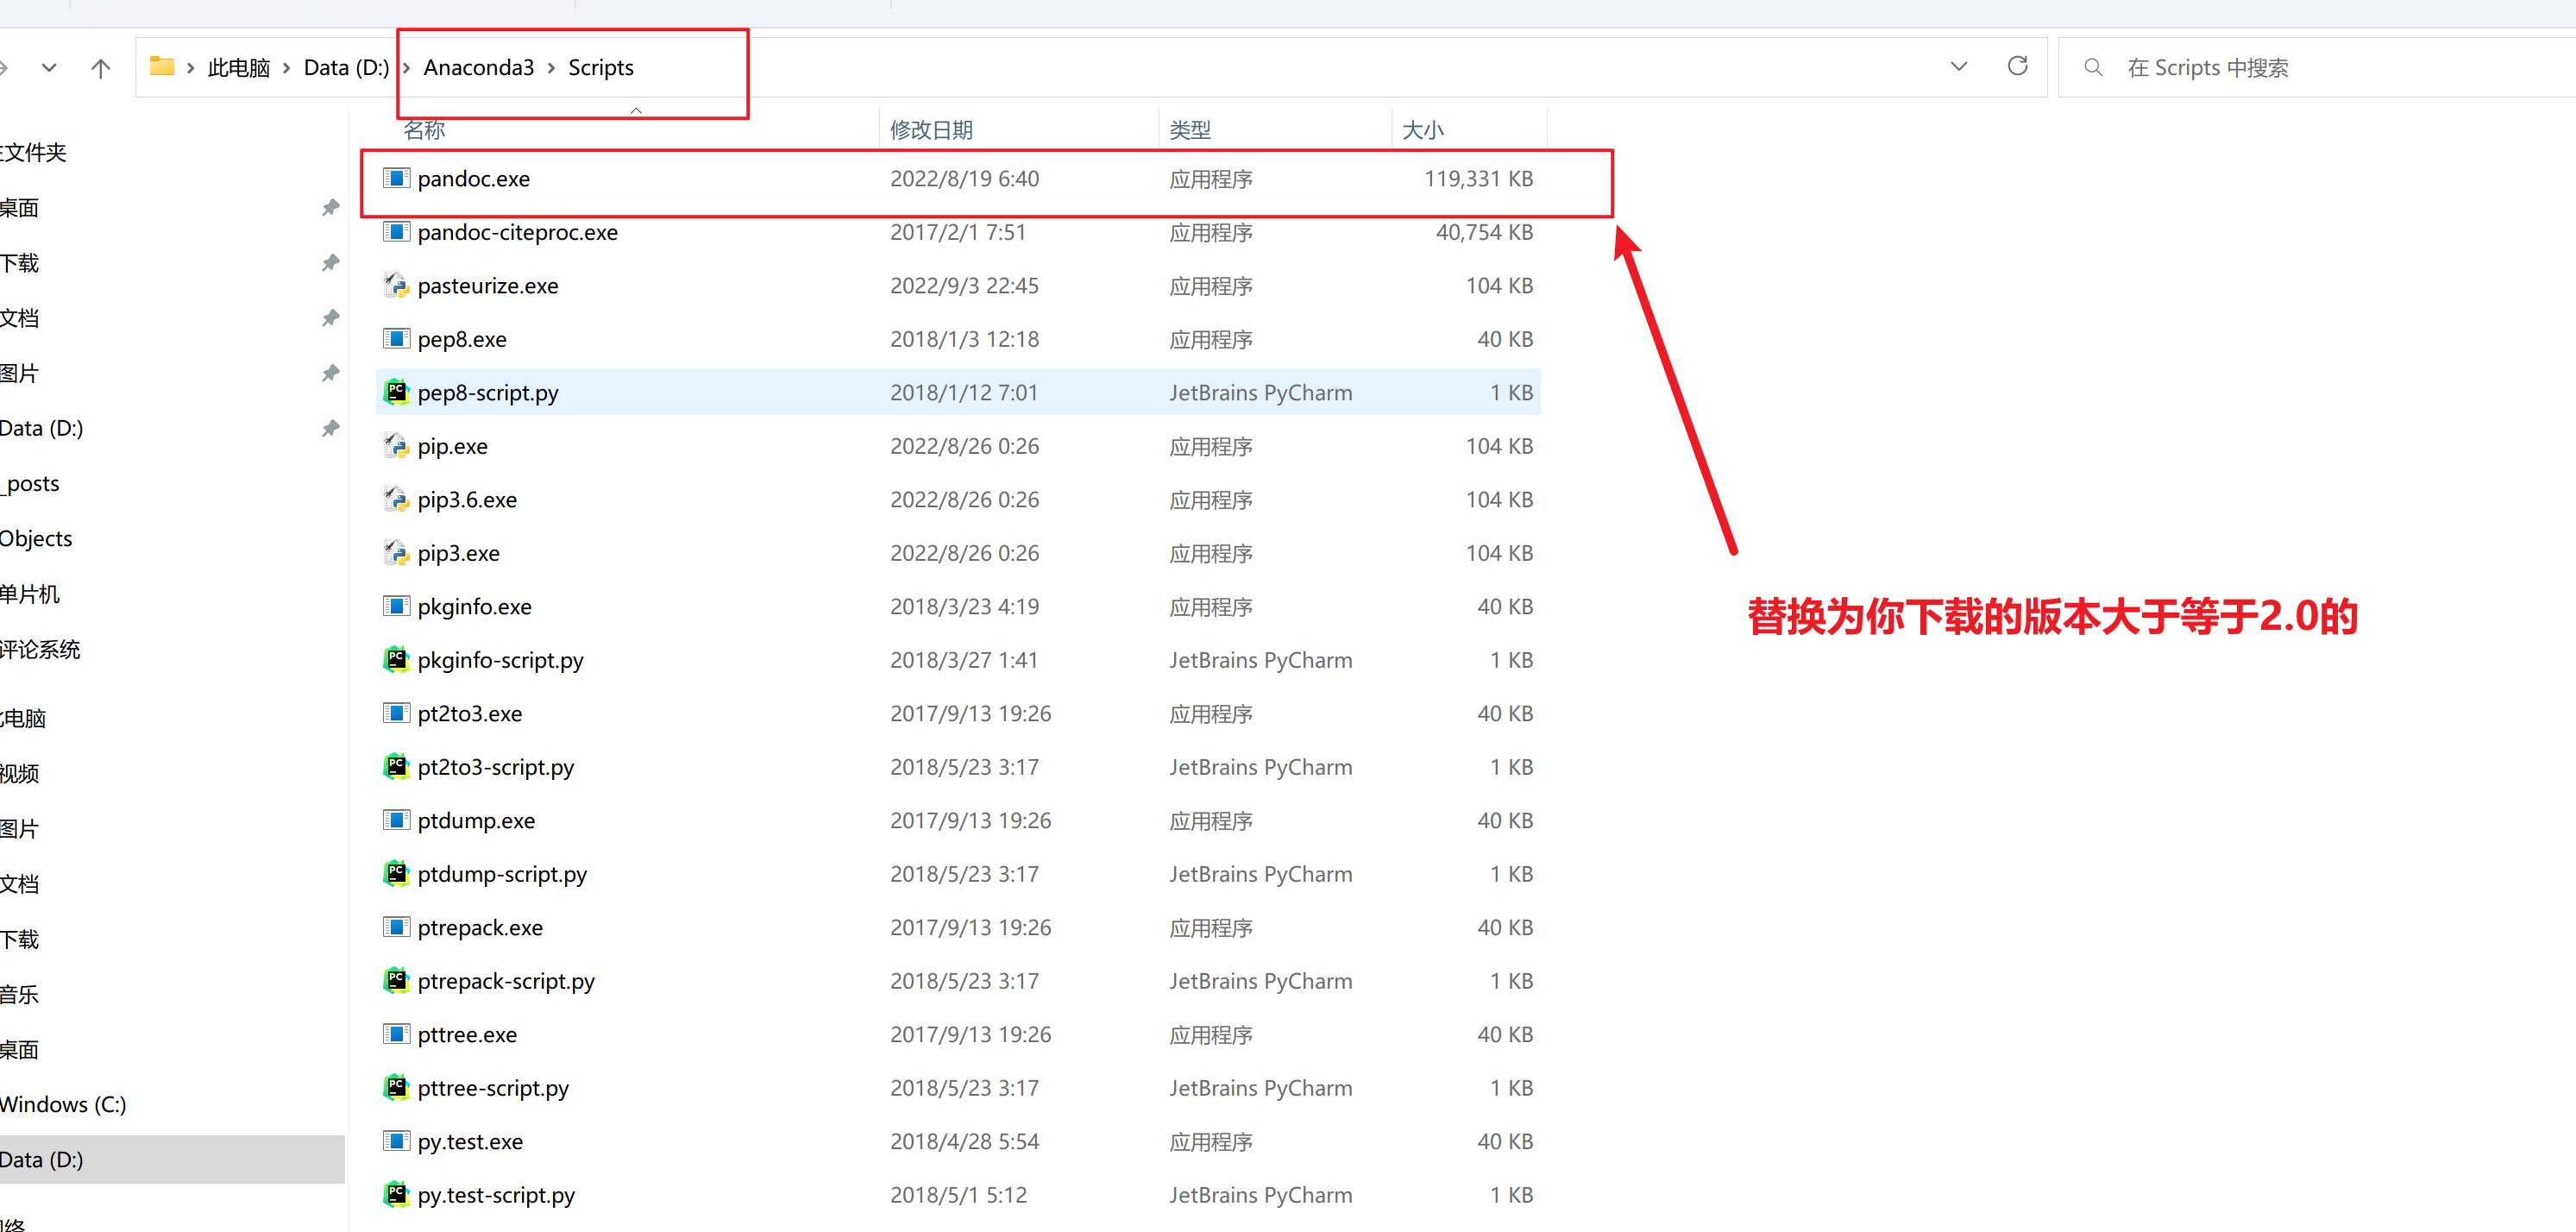 此电脑 > Data (D:) > Anaconda3 > Scripts
在 Scripts 中搜索
名称 修改日期 类型 大小
主文件夹
桌面
下载
文档
图片
Data (D:)
_posts
Objects
单片机
评论系统
此电脑
视频
图片
文档
下载
音乐
桌面
Windows (C:)
Data (D:)
网络
pandoc.exe 2022/8/19 6:40 应用程序 119,331 KB
pandoc-citeproc.exe 2017/2/1 7:51 应用程序 40,754 KB
pasteurize.exe 2022/9/3 22:45 应用程序 104 KB
pep8.exe 2018/1/3 12:18 应用程序 40 KB
pep8-script.py 2018/1/12 7:01 JetBrains PyCharm 1 KB
pip.exe 2022/8/26 0:26 应用程序 104 KB
pip3.6.exe 2022/8/26 0:26 应用程序 104 KB
pip3.exe 2022/8/26 0:26 应用程序 104 KB
pkginfo.exe 2018/3/23 4:19 应用程序 40 KB
pkginfo-script.py 2018/3/27 1:41 JetBrains PyCharm 1 KB
pt2to3.exe 2017/9/13 19:26 应用程序 40 KB
pt2to3-script.py 2018/5/23 3:17 JetBrains PyCharm 1 KB
ptdump.exe 2017/9/13 19:26 应用程序 40 KB
ptdump-script.py 2018/5/23 3:17 JetBrains PyCharm 1 KB
ptrepack.exe 2017/9/13 19:26 应用程序 40 KB
ptrepack-script.py 2018/5/23 3:17 JetBrains PyCharm 1 KB
pttree.exe 2017/9/13 19:26 应用程序 40 KB
pttree-script.py 2018/5/23 3:17 JetBrains PyCharm 1 KB
py.test.exe 2018/4/28 5:54 应用程序 40 KB
py.test-script.py 2018/5/1 5:12 JetBrains PyCharm 1 KB
替换为你下载的版本大于等于2.0的